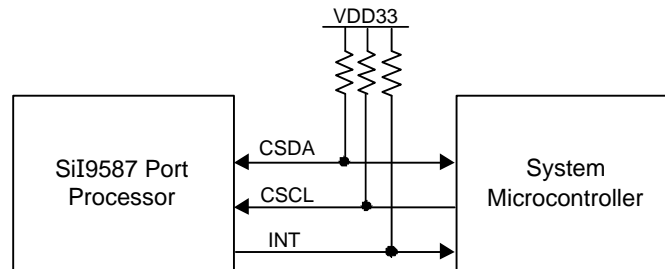 VDD33
SiI9587 Port
Processor
CSDA
CSCL
INT
System
Microcontroller